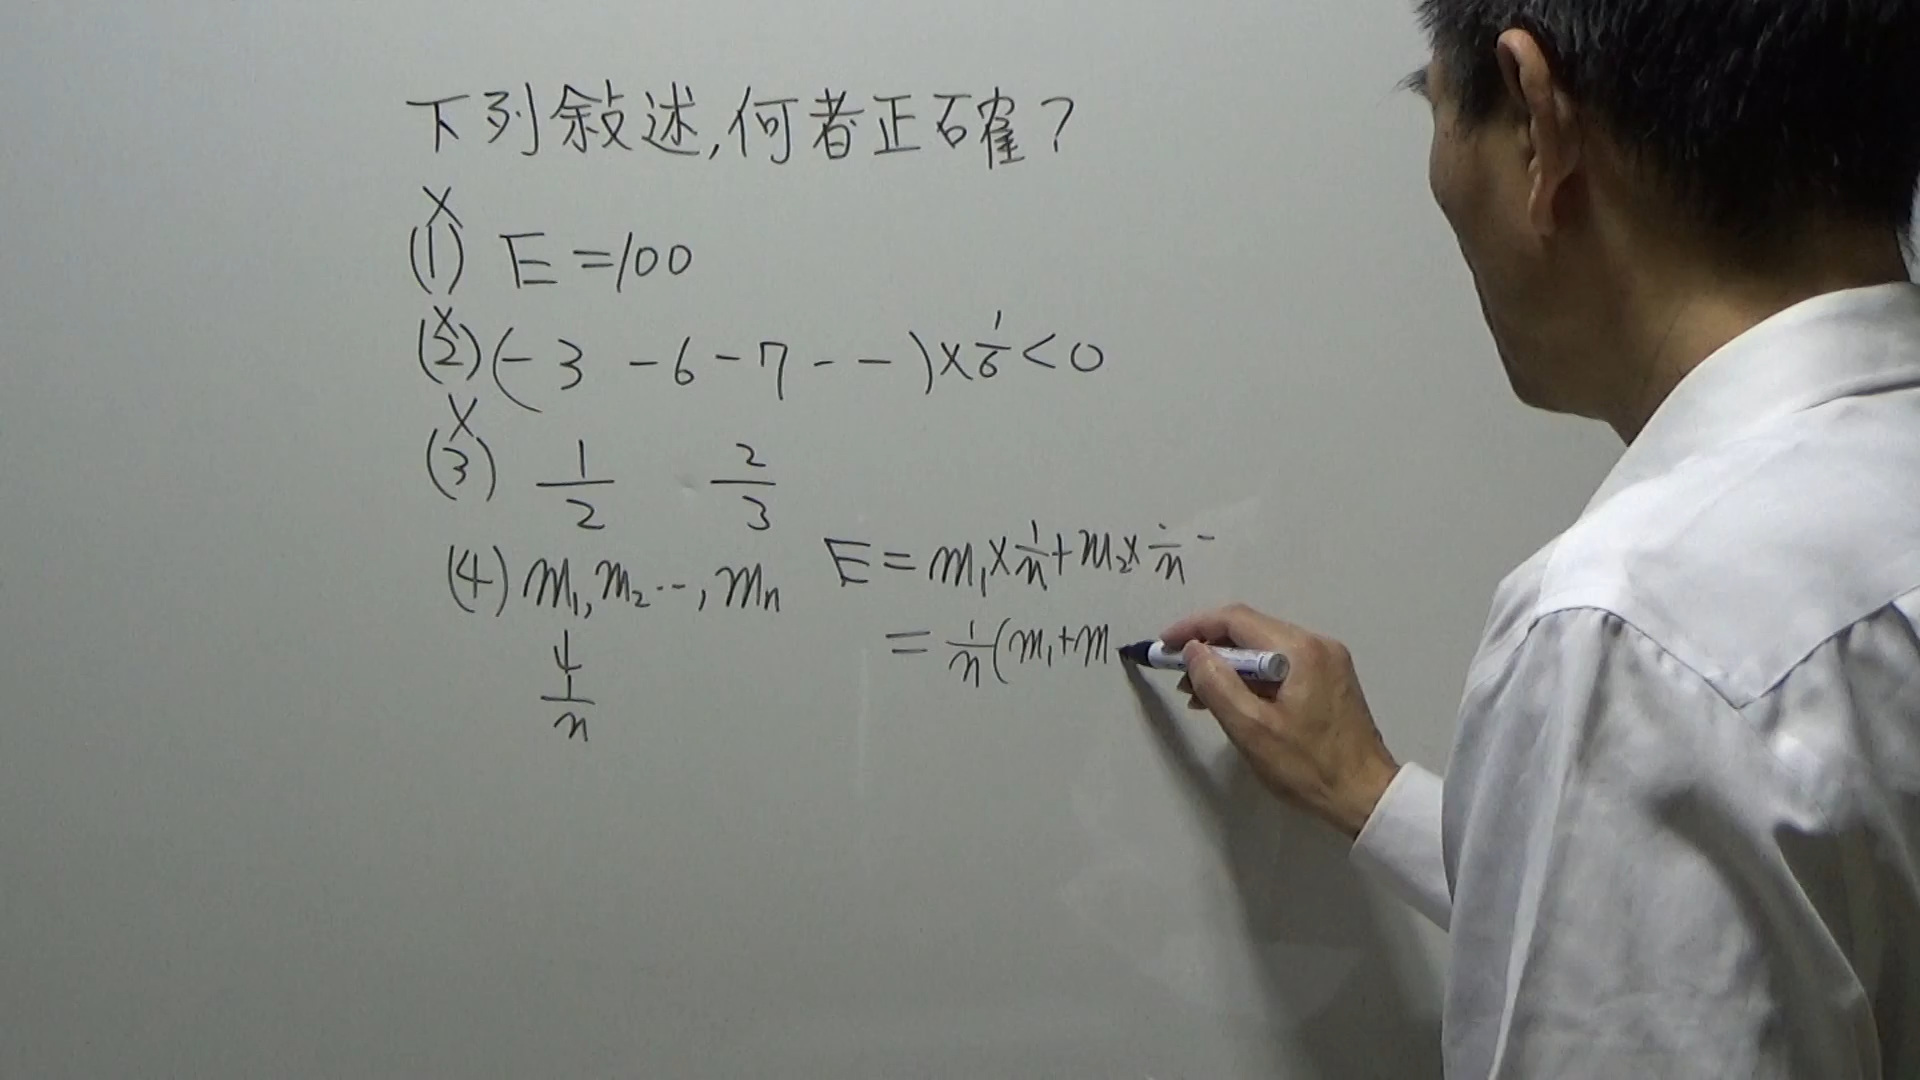 下列敘述,何者正確?
X
(1) E =100
X
(2) (-3 -6-7-- -)×1/6<0
X
(3) 1/2 2/3
(4) m1, m2 --, mn E = m1×1/n+m2×1/n -
= 1/n(m1+m
1/n